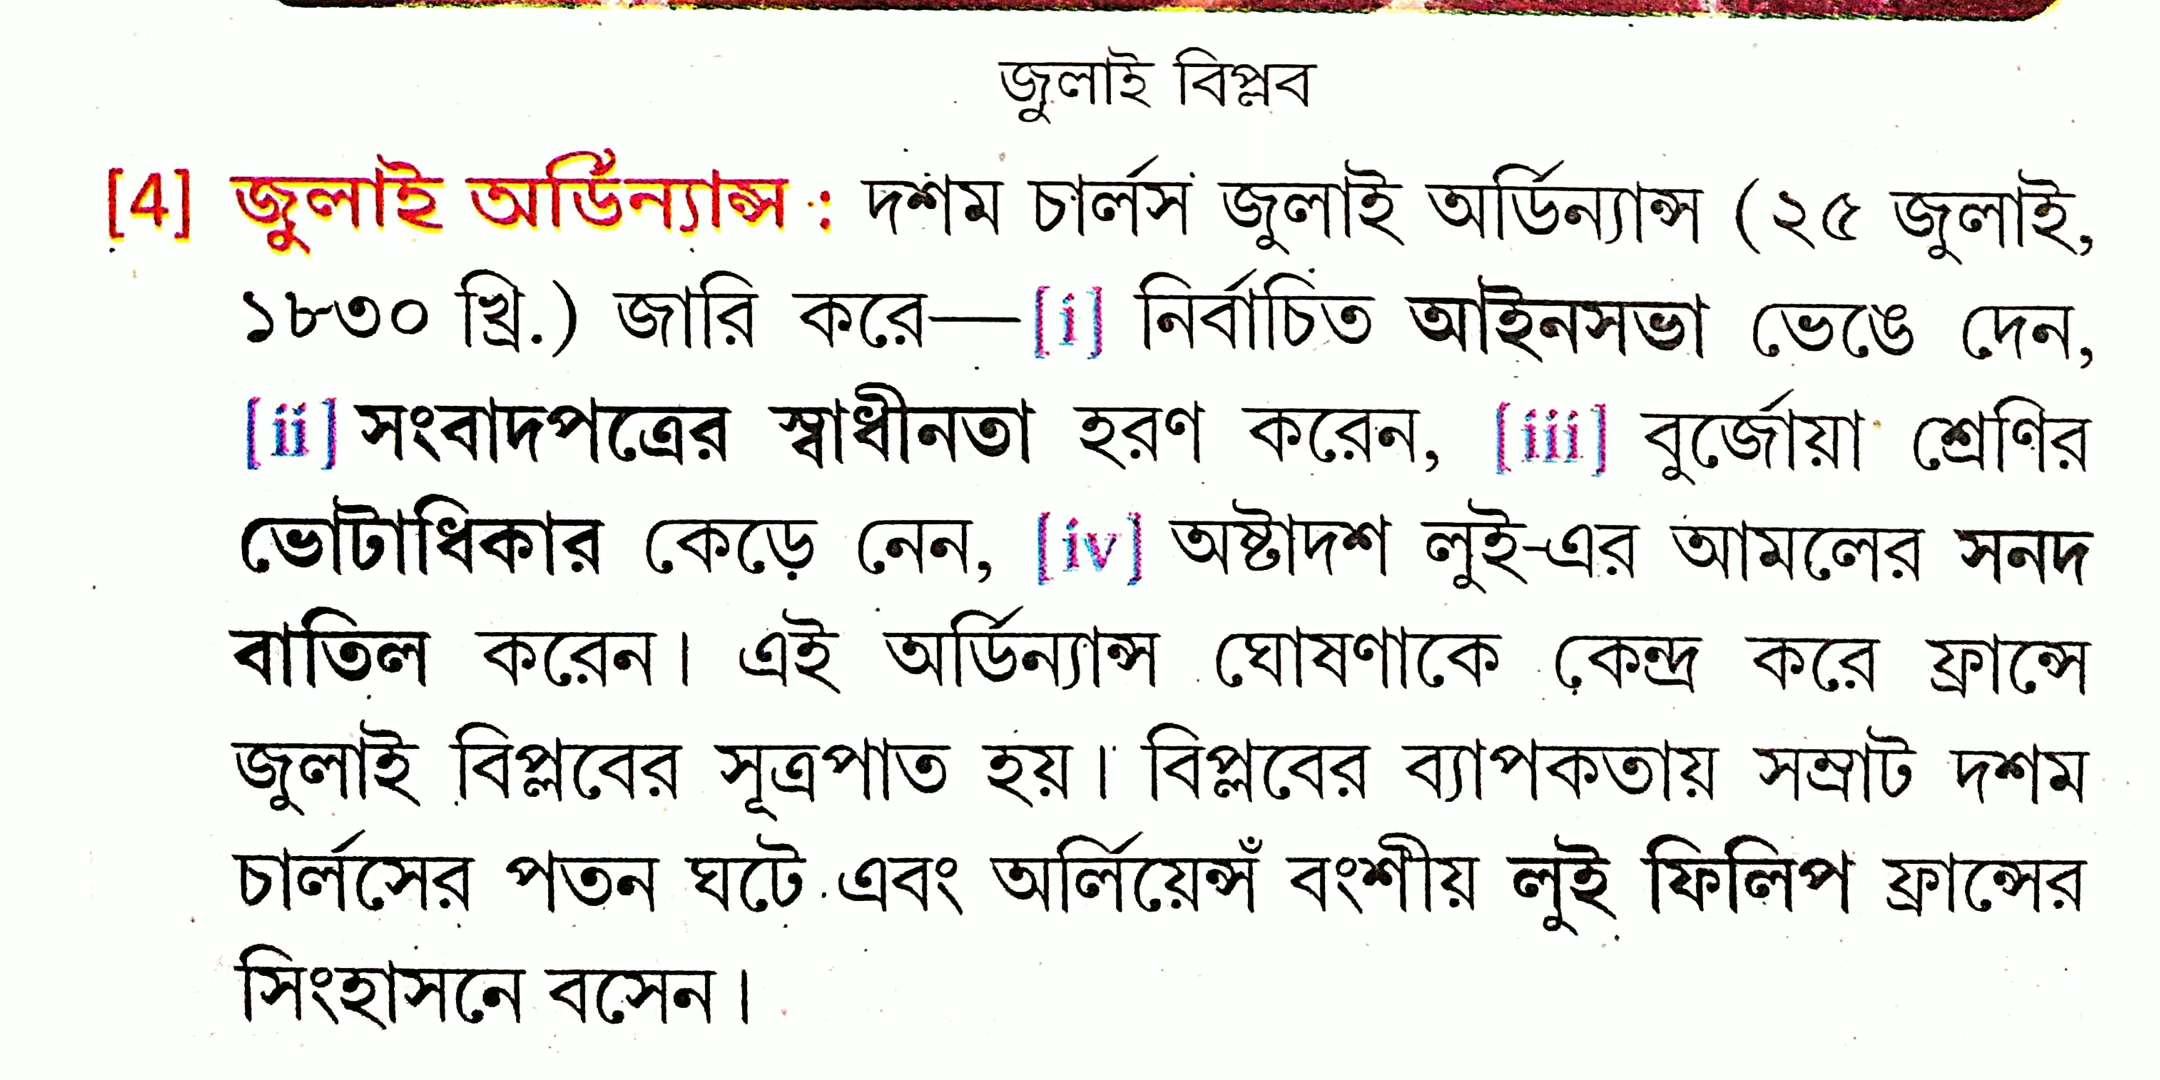 জুলাই বিপ্লব
[4] জুলাই অর্ডিন্যান্স : দশম চার্লস জুলাই অর্ডিন্যান্স (২৫ জুলাই,
১৮৩০ খ্রি.) জারি করে—[i] নির্বাচিত আইনসভা ভেঙে দেন,
[ii] সংবাদপত্রের স্বাধীনতা হরণ করেন, [iii] বুর্জোয়া শ্রেণির
ভোটাধিকার কেড়ে নেন, [iv] অষ্টাদশ লুই-এর আমলের সনদ
বাতিল করেন। এই অর্ডিন্যান্স ঘোষণাকে কেন্দ্র করে ফ্রান্সে
জুলাই বিপ্লবের সূত্রপাত হয়। বিপ্লবের ব্যাপকতায় সম্রাট দশম
চার্লসের পতন ঘটে এবং অর্লিয়েন্সঁ বংশীয় লুই ফিলিপ ফ্রান্সের
সিংহাসনে বসেন।